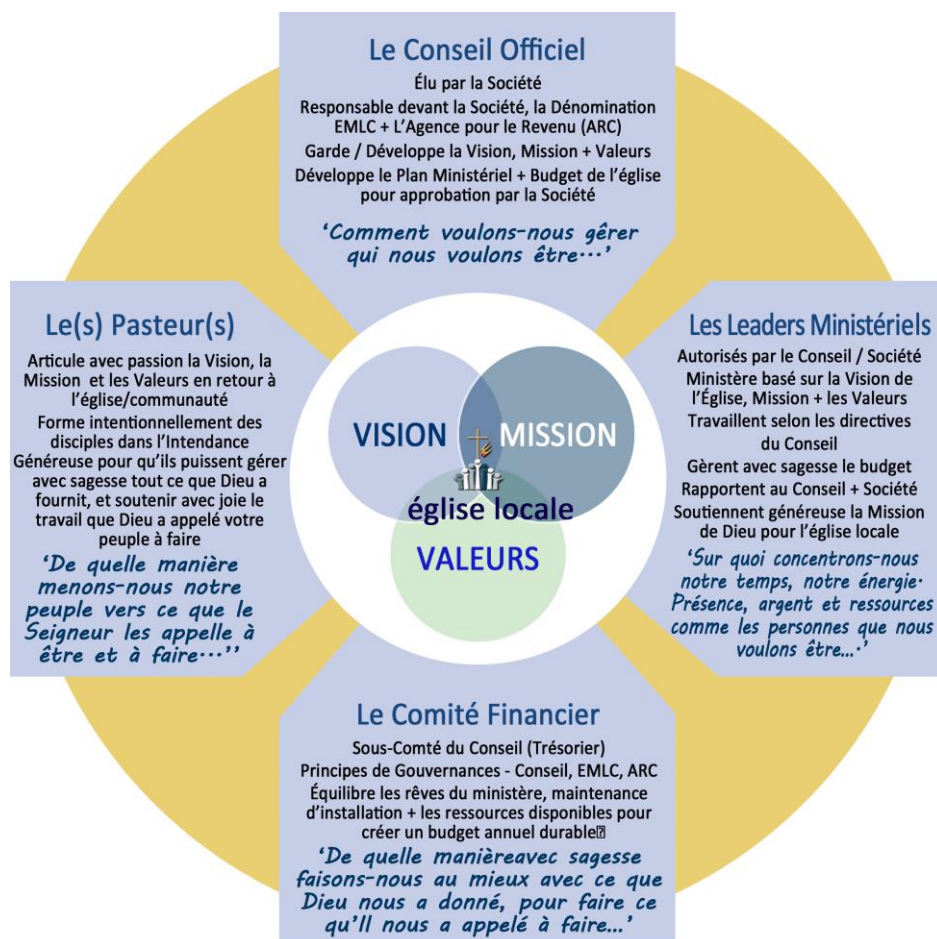 Le Conseil Officiel
Élu par la Société
Responsable devant la Société, la Dénomination
EMLC + L'Agence pour le Revenu (ARC)
Garde / Développe la Vision, Mission + Valeurs
Développe le Plan Ministériel + Budget de l'église
pour approbation par la Société
‘Comment voulons-nous gérer
qui nous voulons être...’
Le(s) Pasteur(s)
Articule avec passion la Vision, la
Mission et les Valeurs en retour à
l'église/communauté
Forme intentionnellement des
disciples dans l'Intendance
Généreuse pour qu'ils puissent gérer
avec sagesse tout ce que Dieu a
fournit, et soutenir avec joie le
travail que Dieu a appelé votre
peuple à faire
‘De quelle manière
menons-nous notre
peuple vers ce que le
Seigneur les appelle à
être et à faire...’’
VISION
MISSION
église locale
VALEURS
Les Leaders Ministériels
Autorisés par le Conseil / Société
Ministère basé sur la Vision de
l'Église, Mission + les Valeurs
Travaillent selon les directives
du Conseil
Gèrent avec sagesse le budget
Rapportent au Conseil + Société
Soutiennent généreuse la Mission
de Dieu pour l'église locale
‘Sur quoi concentrons-nous
notre temps, notre énergie·
Présence, argent et ressources
comme les personnes que nous
voulons être...·’
Le Comité Financier
Sous-Comté du Conseil (Trésorier)
Principes de Gouvernances - Conseil, EMLC, ARC
Équilibre les rêves du ministère, maintenance
d'installation + les ressources disponibles pour
créer un budget annuel durable
‘De quelle manièreavec sagesse
faisons-nous au mieux avec ce que
Dieu nous a donné, pour faire ce
qu'Il nous a appelé à faire...’